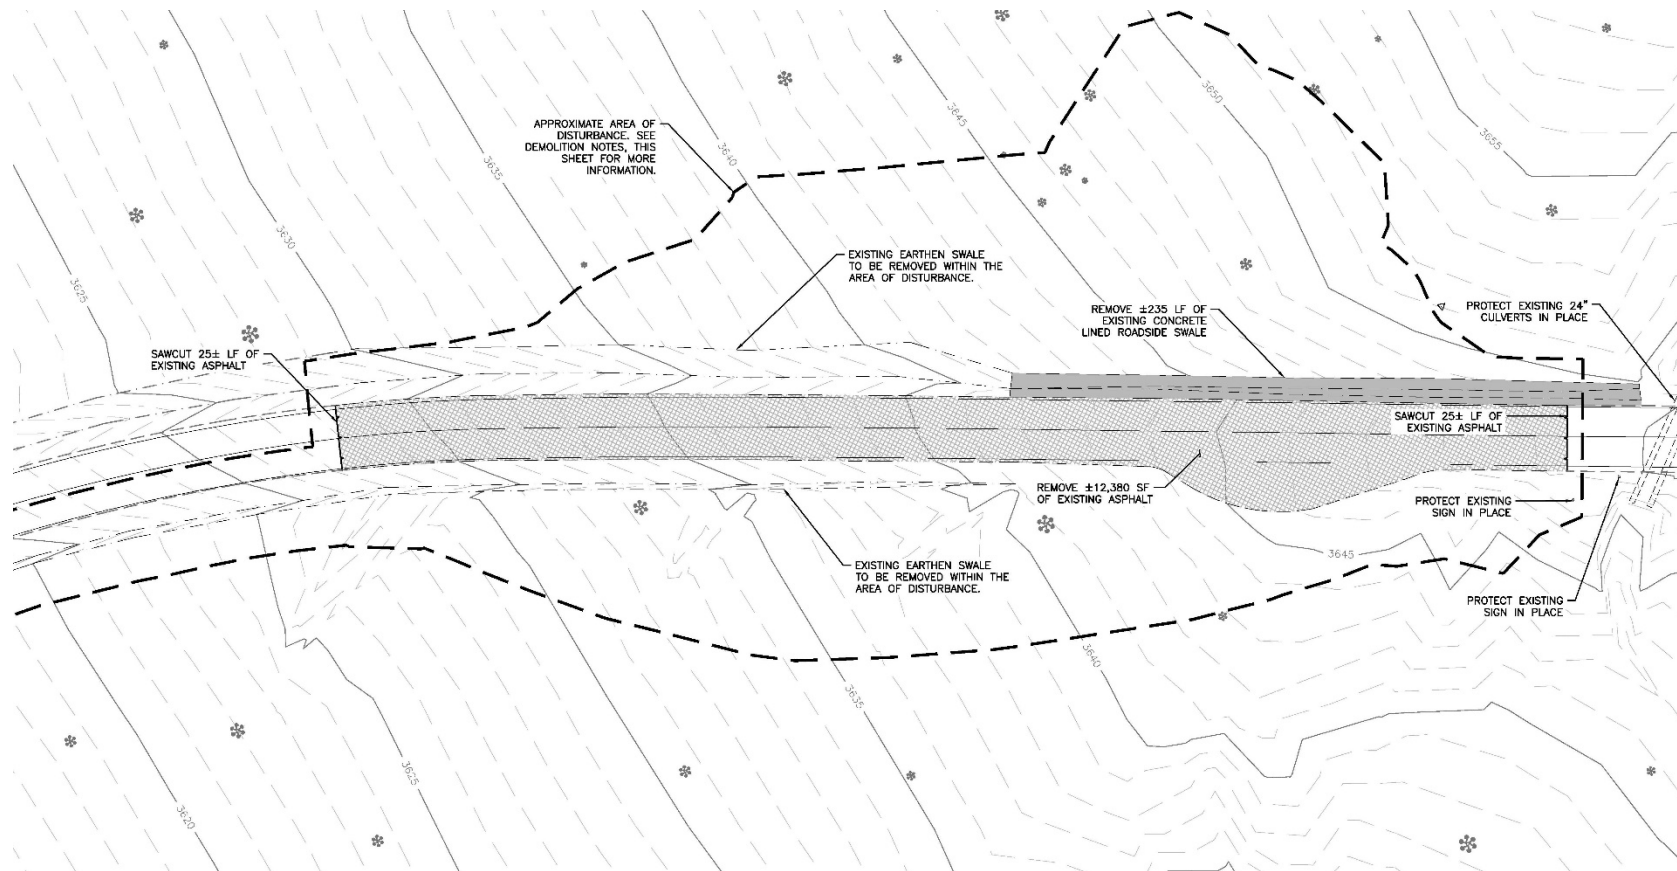 3650
3645
3655
APPROXIMATE AREA OF
DISTURBANCE. SEE
DEMOLITION NOTES, THIS
SHEET FOR MORE
INFORMATION.
3640
3635
3630
3625
EXISTING EARTHEN SWALE
TO BE REMOVED WITHIN THE
AREA OF DISTURBANCE.
REMOVE ±235 LF OF
EXISTING CONCRETE
LINED ROADSIDE SWALE
PROTECT EXISTING 24"
CULVERTS IN PLACE
SAWCUT 25± LF OF
EXISTING ASPHALT
SAWCUT 25± LF OF
EXISTING ASPHALT
REMOVE ±12,380 SF
OF EXISTING ASPHALT
PROTECT EXISTING
SIGN IN PLACE
3645
EXISTING EARTHEN SWALE
TO BE REMOVED WITHIN THE
AREA OF DISTURBANCE.
PROTECT EXISTING
SIGN IN PLACE
3640
3635
3625
3620